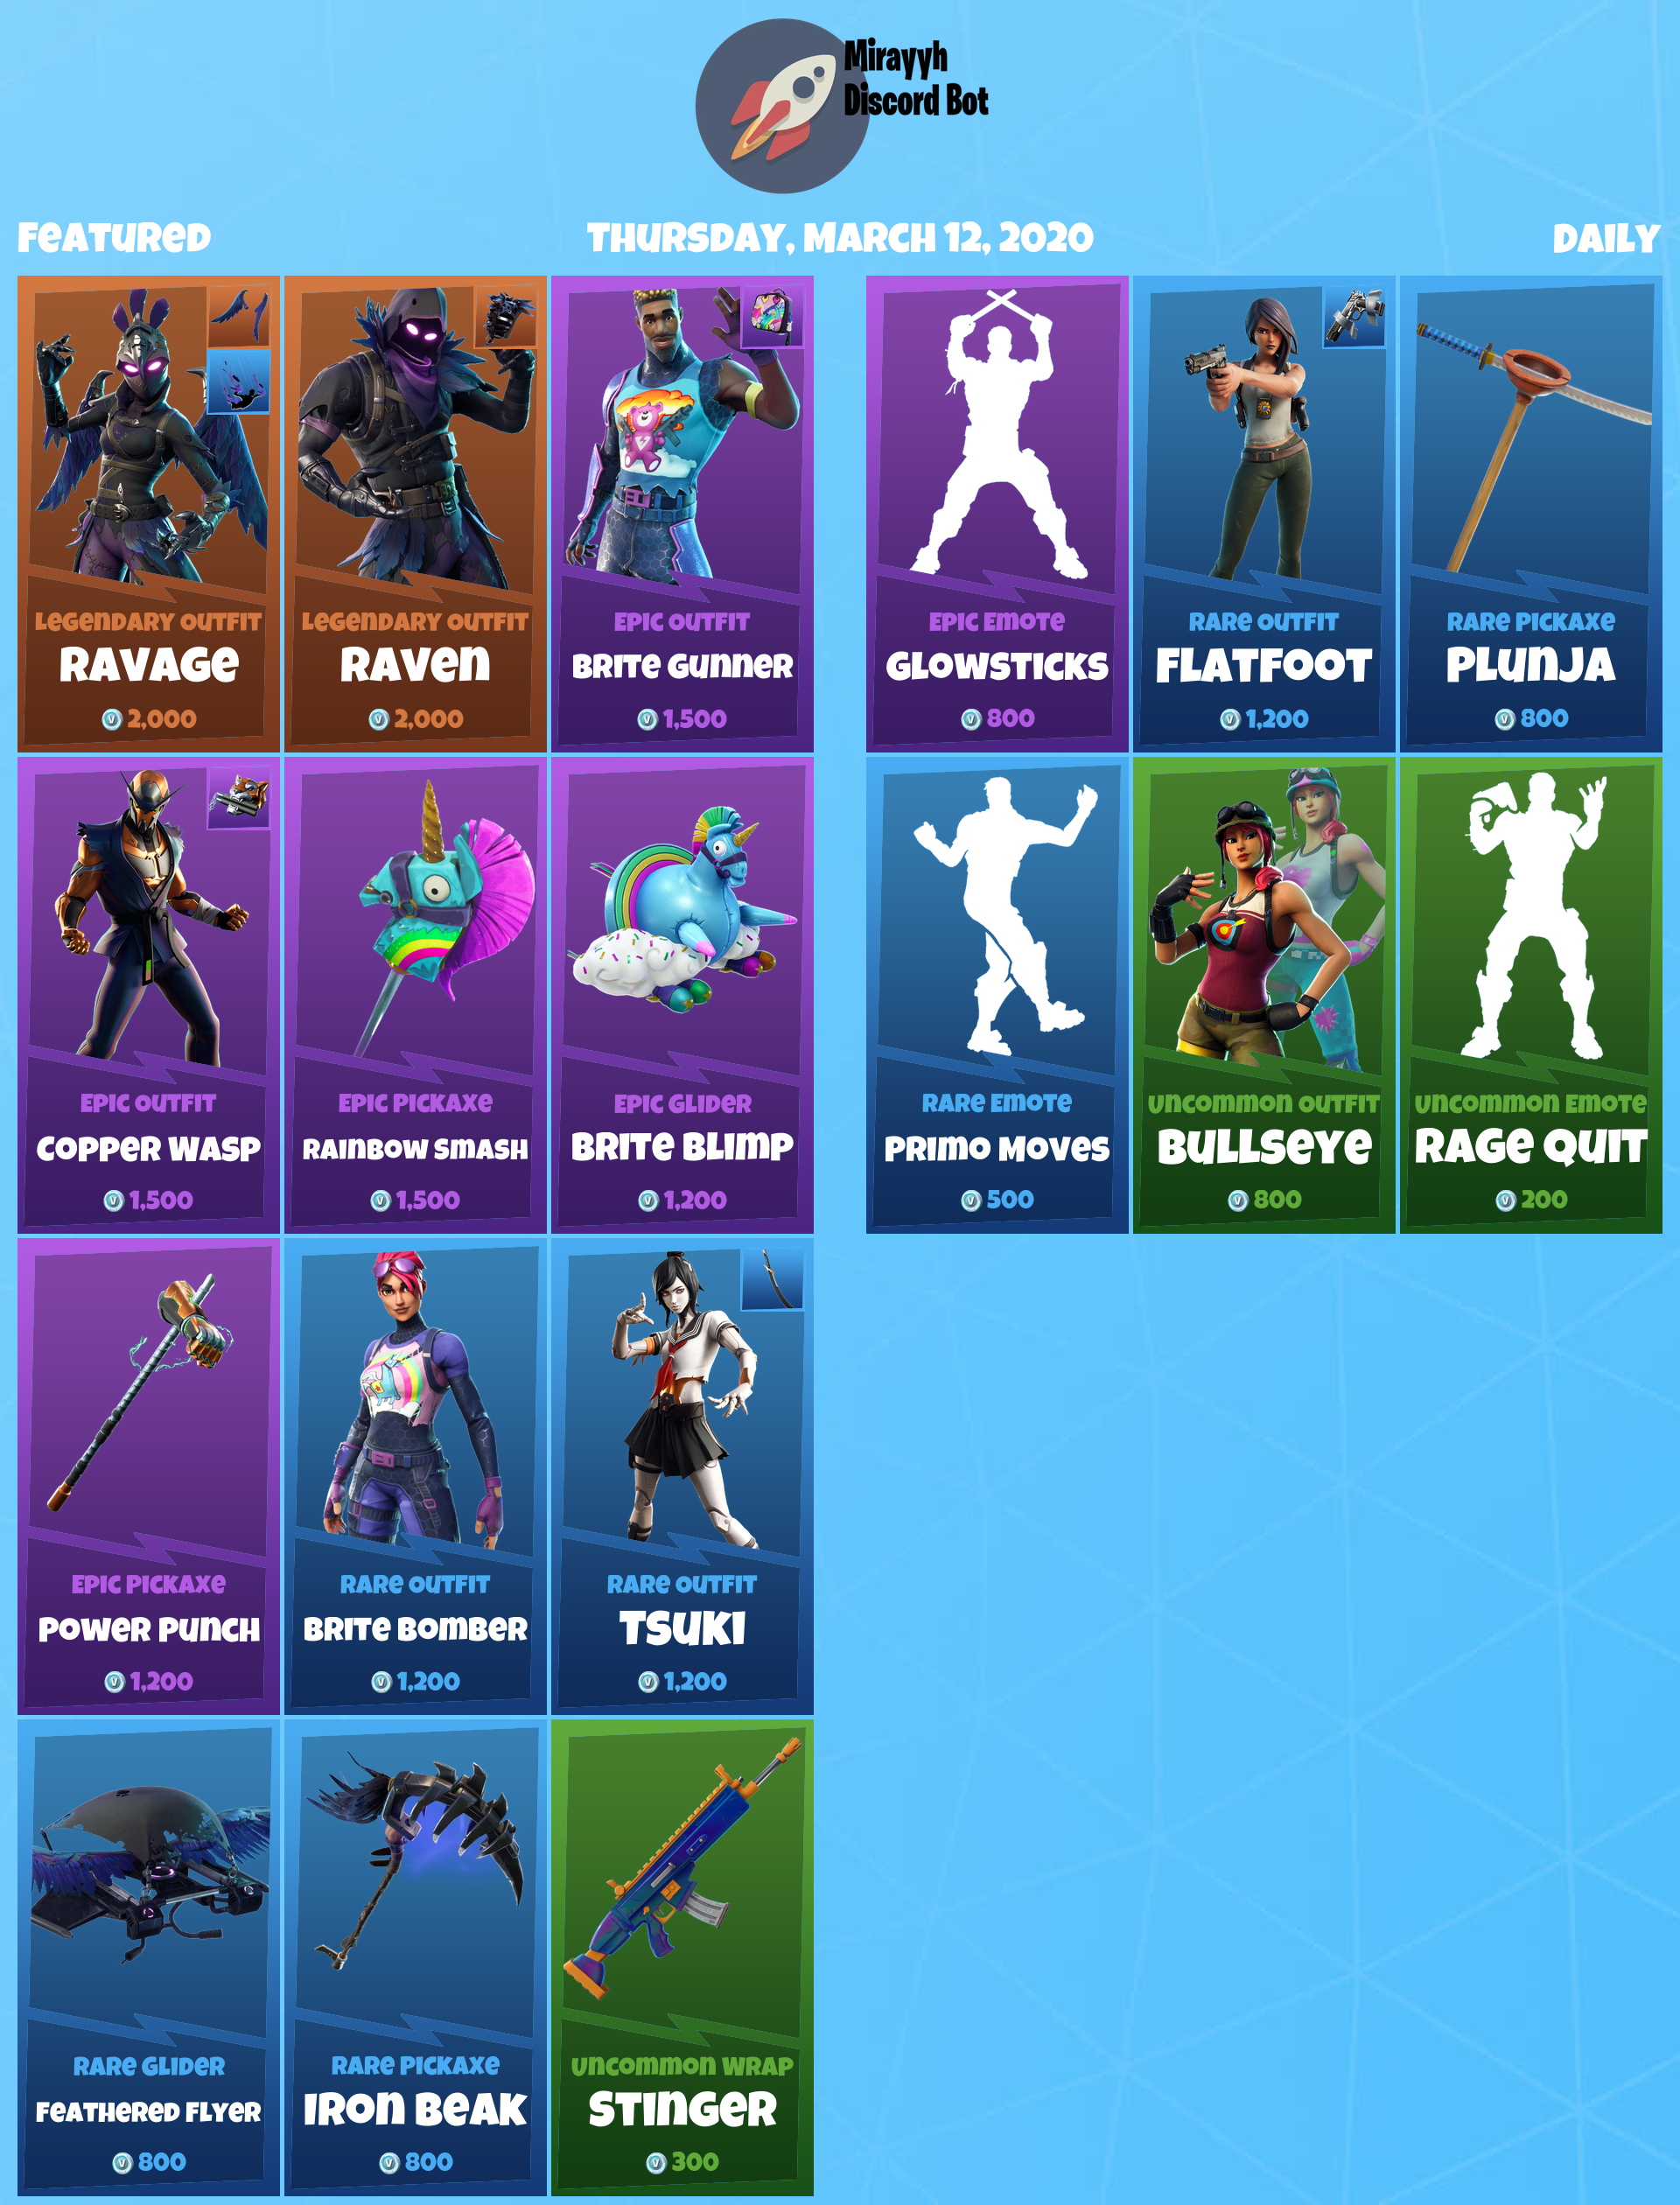 Mirayyh
Discord Bot
FEATURED
THURSDAY, MARCH 12, 2020
DAILY
LEGENDARY OUTFIT
RAVAGE
2,000
LEGENDARY OUTFIT
RAVEN
2,000
EPIC OUTFIT
BRITE GUNNER
1,500
EPIC EMOTE
GLOWSTICKS
800
RARE OUTFIT
FLATFOOT
1,200
RARE PICKAXE
PLUNJA
800
EPIC OUTFIT
COPPER WASP
1,500
EPIC PICKAXE
RAINBOW SMASH
1,500
EPIC GLIDER
BRITE BLIMP
1,200
RARE EMOTE
PRIMO MOVES
500
UNCOMMON OUTFIT
BULLSEYE
800
UNCOMMON EMOTE
RAGE QUIT
200
EPIC PICKAXE
POWER PUNCH
1,200
RARE OUTFIT
BRITE BOMBER
1,200
RARE OUTFIT
TSUKI
1,200
RARE GLIDER
FEATHERED FLYER
800
RARE PICKAXE
IRON BEAK
800
UNCOMMON WRAP
STINGER
300